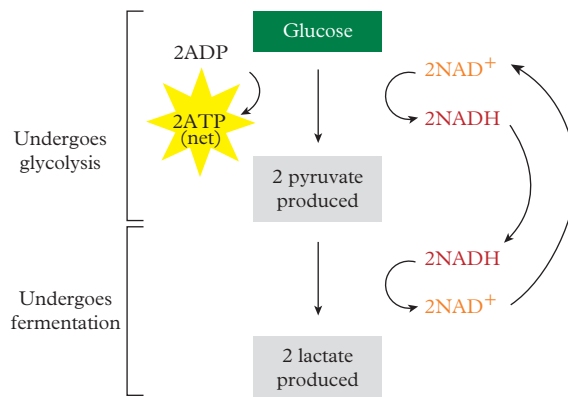 Glucose
2ADP
2NAD+
2ATP
(net)
2NADH
Undergoes
glycolysis
2 pyruvate
produced
2NADH
2NAD+
Undergoes
fermentation
2 lactate
produced